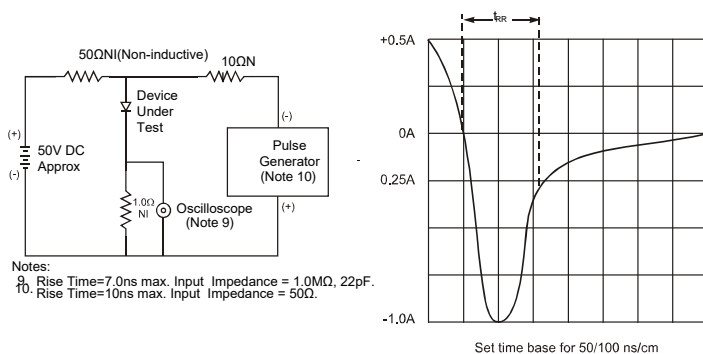 50ΩNI(Non-inductive)
10ΩN
Device
Under
Test
(+)
50V DC
Approx
(-)
(-)
Pulse
Generator
(Note 10)
(+)
1.0Ω
NI
Oscilloscope
(Note 9)
Notes:
9. Rise Time=7.0ns max. Input Impedance = 1.0MΩ, 22pF.
10. Rise Time=10ns max. Input Impedance = 50Ω.
tRR
+0.5A
0A
-
0.25A
-1.0A
Set time base for 50/100 ns/cm